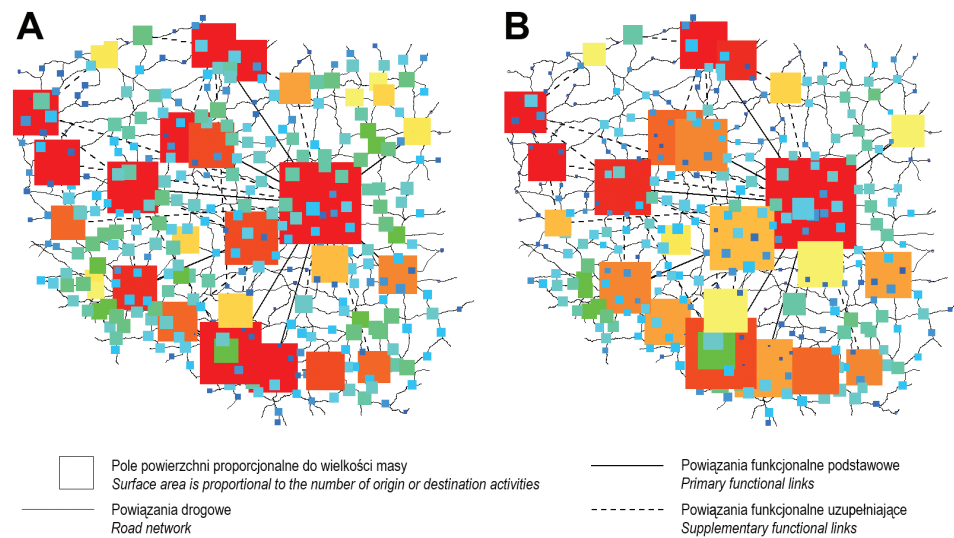 A
B
Pole powierzchni proporcjonalne do wielkości masy
Surface area is proportional to the number of origin or destination activities
Powiązania drogowe
Road network
Powiązania funkcjonalne podstawowe
Primary functional links
Powiązania funkcjonalne uzupełniające
Supplementary functional links